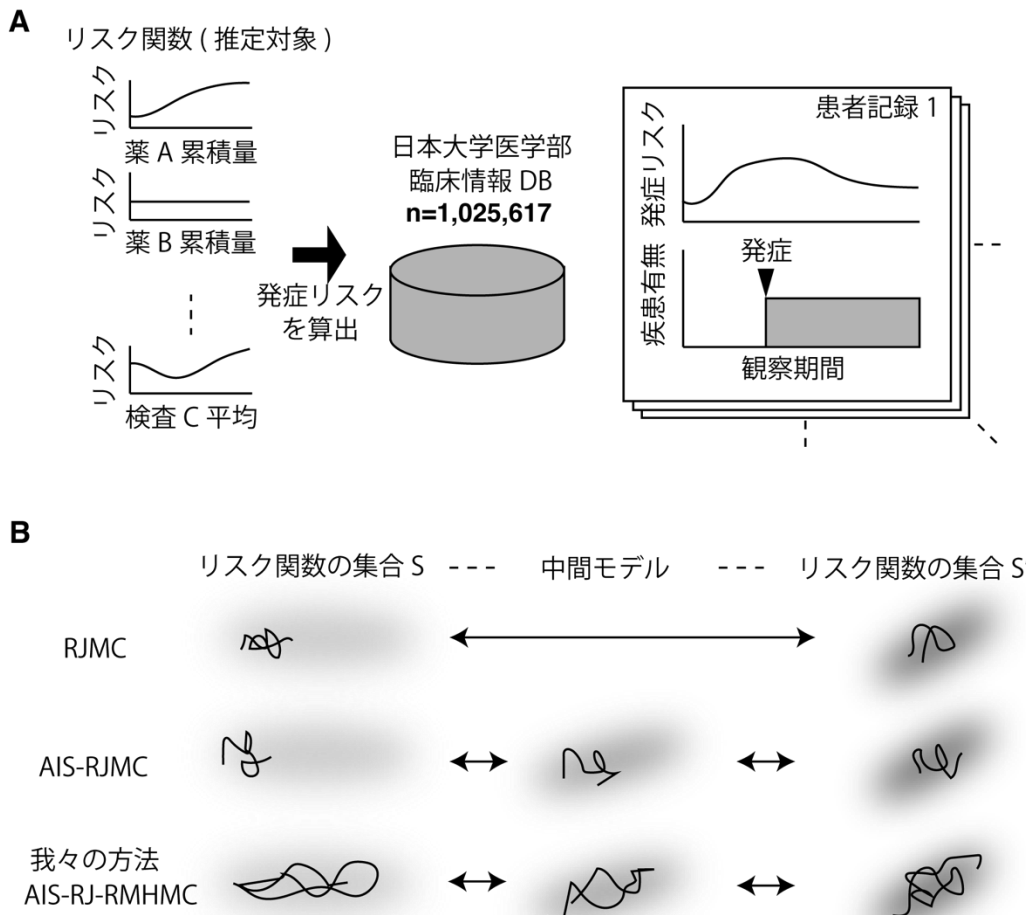 A
リスク関数 ( 推定対象 )
リスク
薬 A 累積量
リスク
薬 B 累積量
リスク
検査 C 平均
発症リスク
を算出
日本大学医学部
臨床情報 DB
n=1,025,617
患者記録 1
発症リスク
疾患有無
発症
観察期間
B
リスク関数の集合 S --- 中間モデル --- リスク関数の集合 S'
RJMC
AIS-RJMC
我々の方法
AIS-RJ-RMHMC